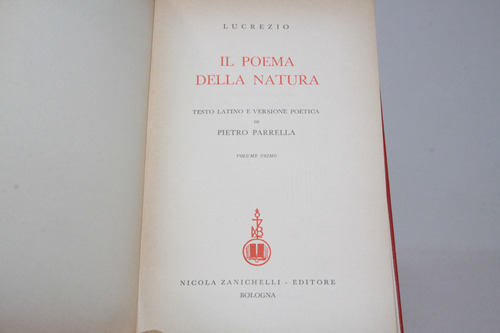 LUCREZIO
IL POEMA
DELLA NATURA
TESTO LATINO E VERSIONE POETICA
DI
PIETRO PARRELLA
VOLUME PRIMO
NICOLA ZANICHELLI - EDITORE
BOLOGNA